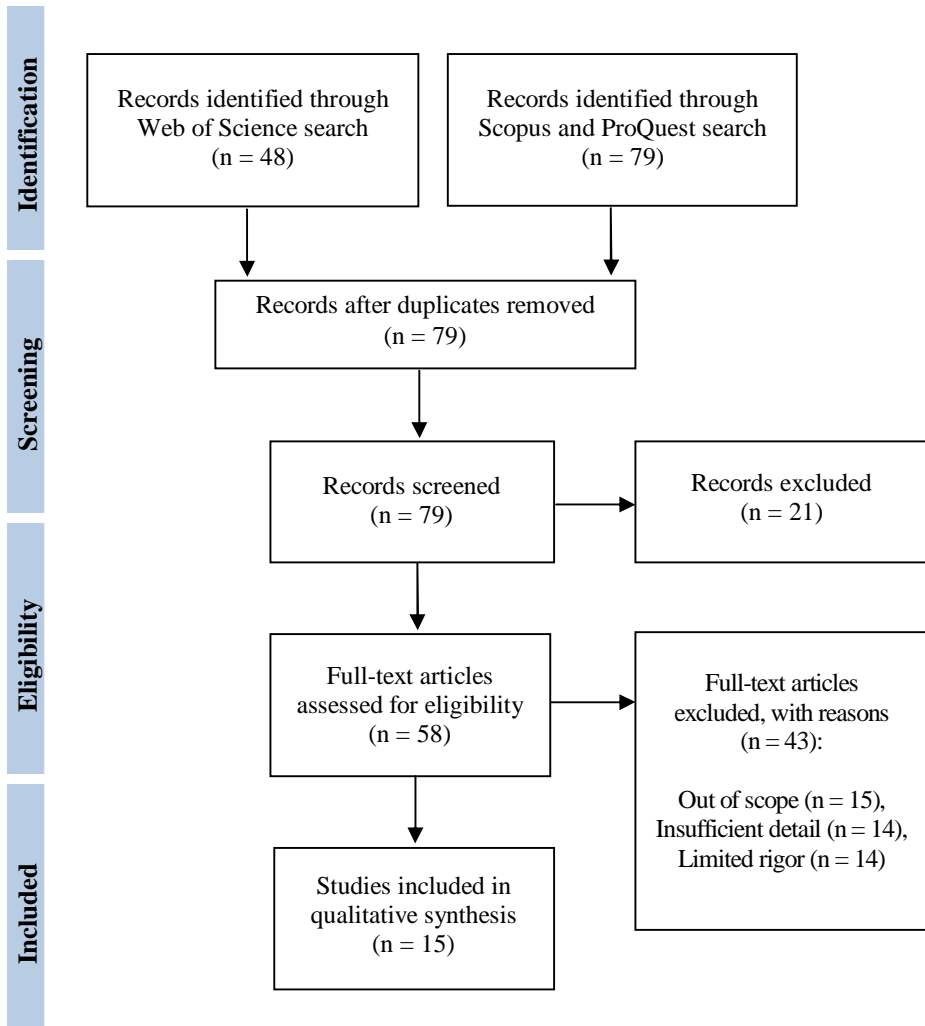 Identification
Records identified through
Web of Science search
(n = 48)
Records identified through
Scopus and ProQuest search
(n = 79)
Screening
Records after duplicates removed
(n = 79)
Records screened
(n = 79)
Records excluded
(n = 21)
Eligibility
Full-text articles
assessed for eligibility
(n = 58)
Full-text articles
excluded, with reasons
(n = 43):
Out of scope (n = 15),
Insufficient detail (n = 14),
Limited rigor (n = 14)
Included
Studies included in
qualitative synthesis
(n = 15)